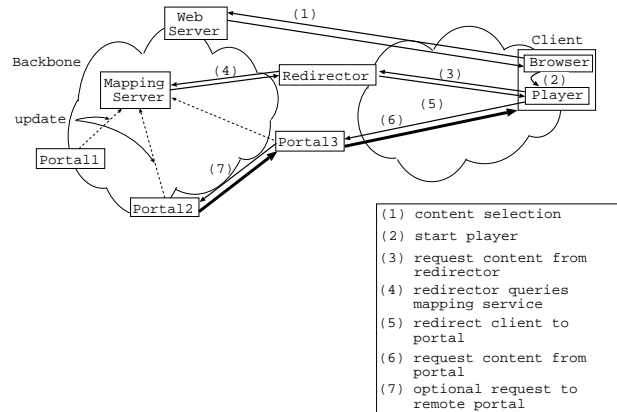 Web
Server
(1)
Client
Browser
(2)
Player
Backbone
Mapping
Server
(4)
Redirector
(3)
(5)
update
(6)
Portal1
Portal3
(7)
Portal2
(1) content selection
(2) start player
(3) request content from
redirector
(4) redirector queries
mapping service
(5) redirect client to
portal
(6) request content from
portal
(7) optional request to
remote portal